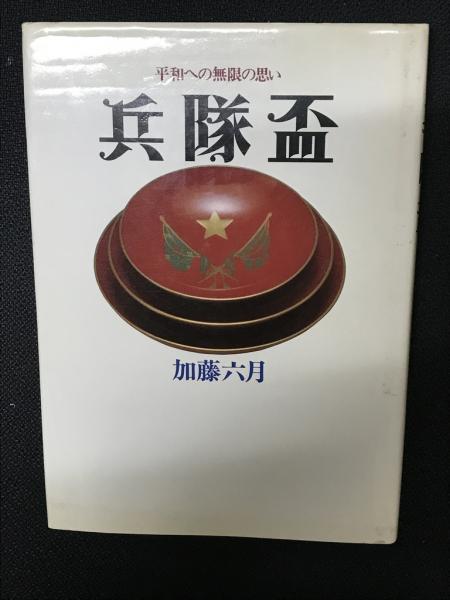 平和への無限の思い
兵隊盃
加藤六月